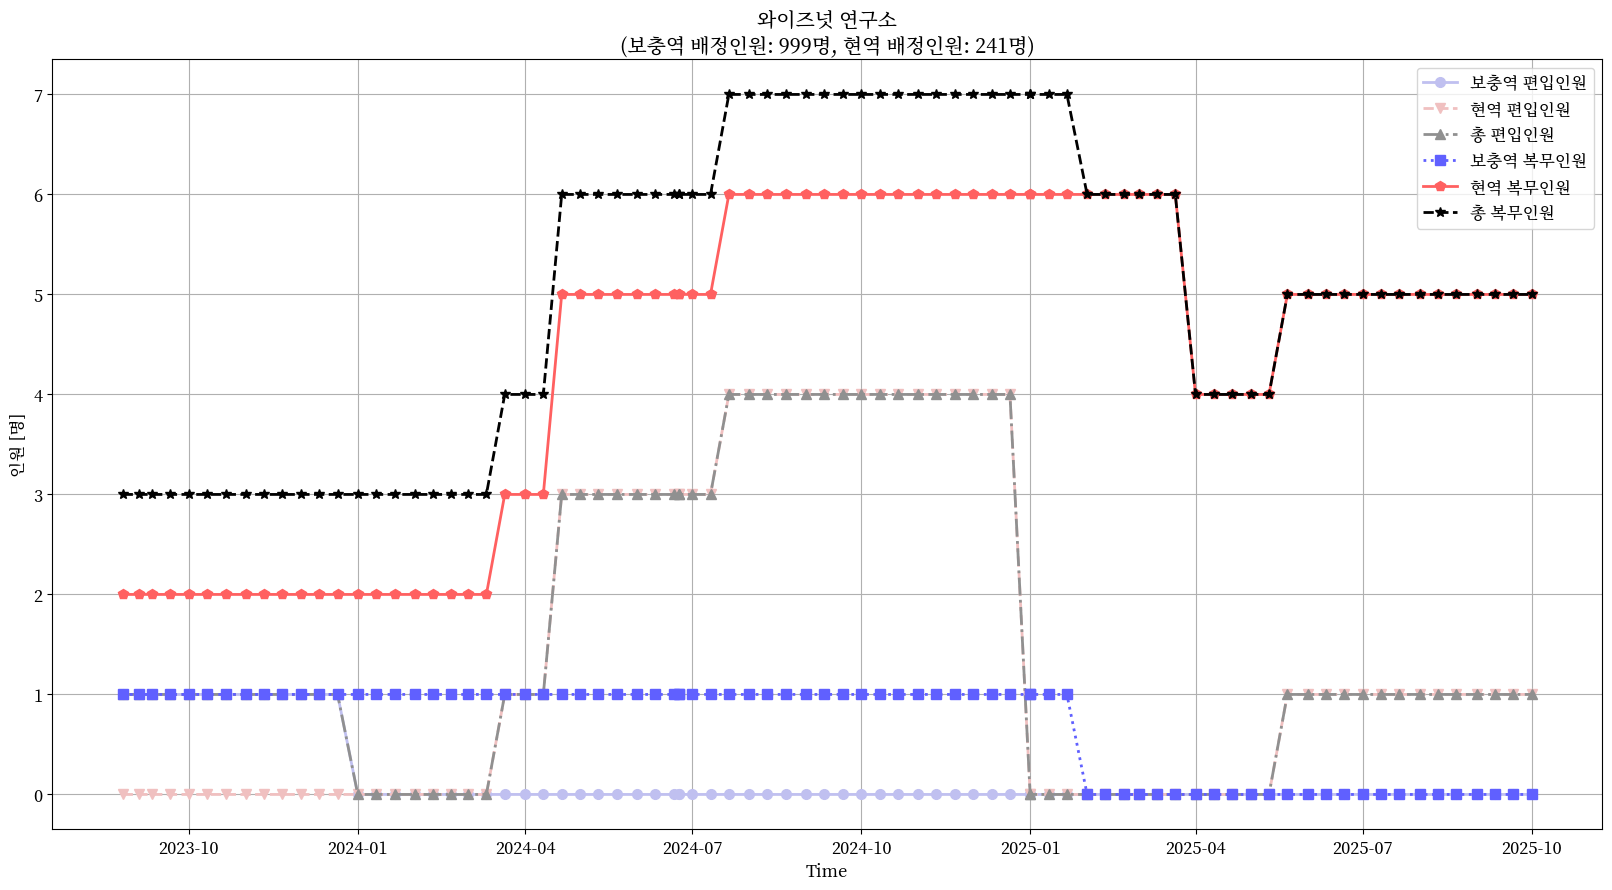 와이즈넛 연구소
(보충역 배정인원: 999명, 현역 배정인원: 241명)
보충역 편입인원
현역 편입인원
총 편입인원
보충역 복무인원
현역 복무인원
총 복무인원
인원 [명]
7
6
5
4
3
2
1
0
2023-10
2024-01
2024-04
2024-07
2024-10
2025-01
2025-04
2025-07
2025-10
Time